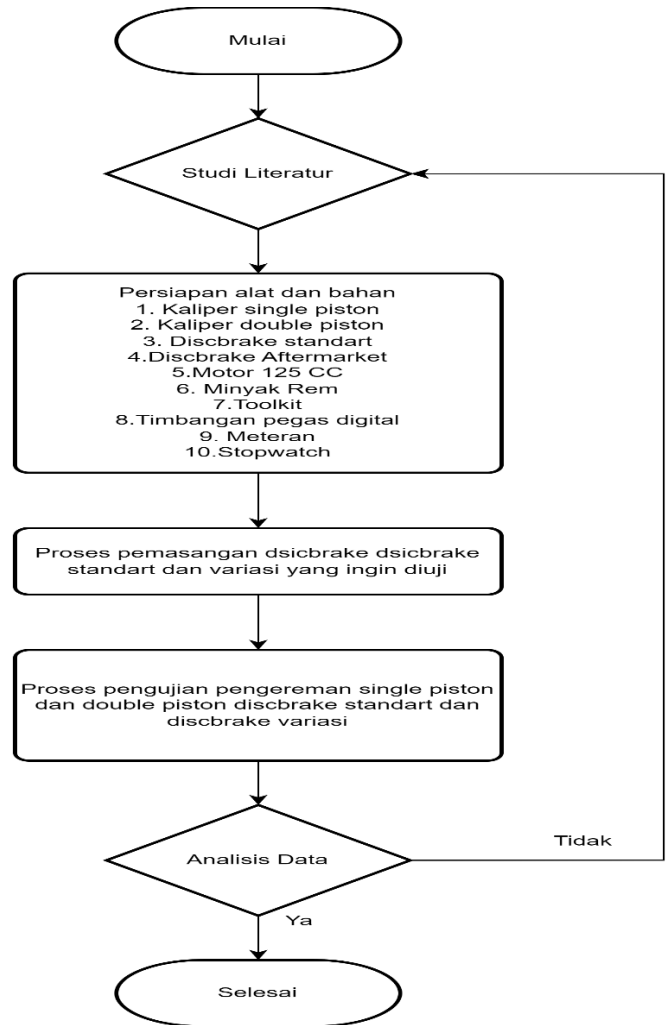 Mulai
Studi Literatur
Persiapan alat dan bahan
1. Kaliper single piston
2. Kaliper double piston
3. Discbrake standart
4.Discbrake Aftermarket
5.Motor 125 CC
6. Minyak Rem
7.Toolkit
8.Timbangan pegas digital
9. Meteran
10.Stopwatch
Proses pemasangan dsicbrake dsicbrake
standart dan variasi yang ingin diuji
Proses pengujian pengereman single piston
dan double piston discbrake standart dan
discbrake variasi
Analisis Data
Tidak
Ya
Selesai